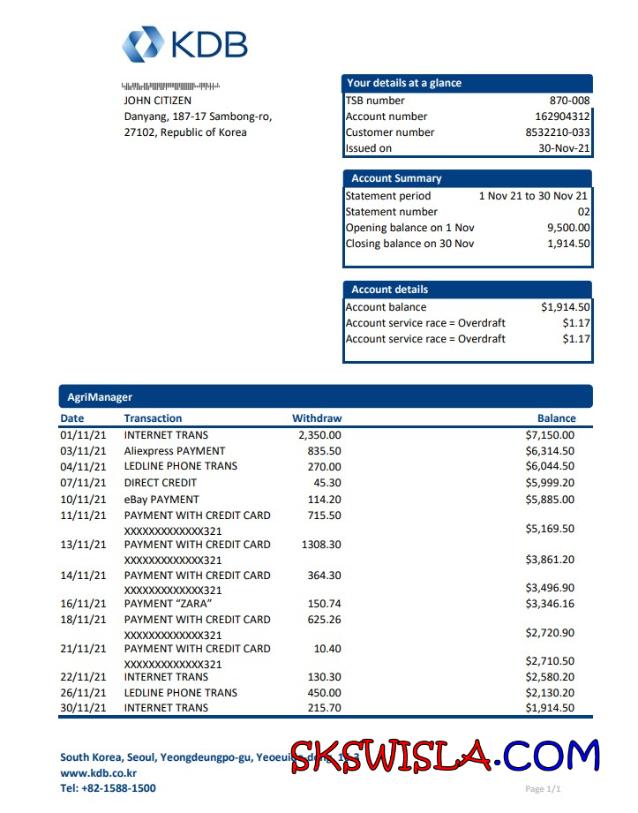 KDB
JOHN CITIZEN
Danyang, 187-17 Sambong-ro,
27102, Republic of Korea
Your details at a glance
TSB number 870-008
Account number 162904312
Customer number 8532210-033
Issued on 30-Nov-21
Account Summary
Statement period 1 Nov 21 to 30 Nov 21
Statement number 02
Opening balance on 1 Nov 9,500.00
Closing balance on 30 Nov 1,914.50
Account details
Account balance $1,914.50
Account service race = Overdraft $1.17
Account service race = Overdraft $1.17
AgriManager
Date Transaction Withdraw Balance
01/11/21 INTERNET TRANS 2,350.00 $7,150.00
03/11/21 Aliexpress PAYMENT 835.50 $6,314.50
04/11/21 LEDLINE PHONE TRANS 270.00 $6,044.50
07/11/21 DIRECT CREDIT 45.30 $5,999.20
10/11/21 eBay PAYMENT 114.20 $5,885.00
11/11/21 PAYMENT WITH CREDIT CARD 715.50
XXXXXXXXXXXXX321 $5,169.50
13/11/21 PAYMENT WITH CREDIT CARD 1308.30
XXXXXXXXXXXXX321 $3,861.20
14/11/21 PAYMENT WITH CREDIT CARD 364.30
XXXXXXXXXXXXX321 $3,496.90
16/11/21 PAYMENT “ZARA” 150.74 $3,346.16
18/11/21 PAYMENT WITH CREDIT CARD 625.26
XXXXXXXXXXXXX321 $2,720.90
21/11/21 PAYMENT WITH CREDIT CARD 10.40
XXXXXXXXXXXXX321 $2,710.50
22/11/21 INTERNET TRANS 130.30 $2,580.20
26/11/21 LEDLINE PHONE TRANS 450.00 $2,130.20
30/11/21 INTERNET TRANS 215.70 $1,914.50
South Korea, Seoul, Yeongdeungpo-gu,
SKSWISLA.COM
www.kdb.co.kr
Tel: +82-1588-1500
Page 1/1